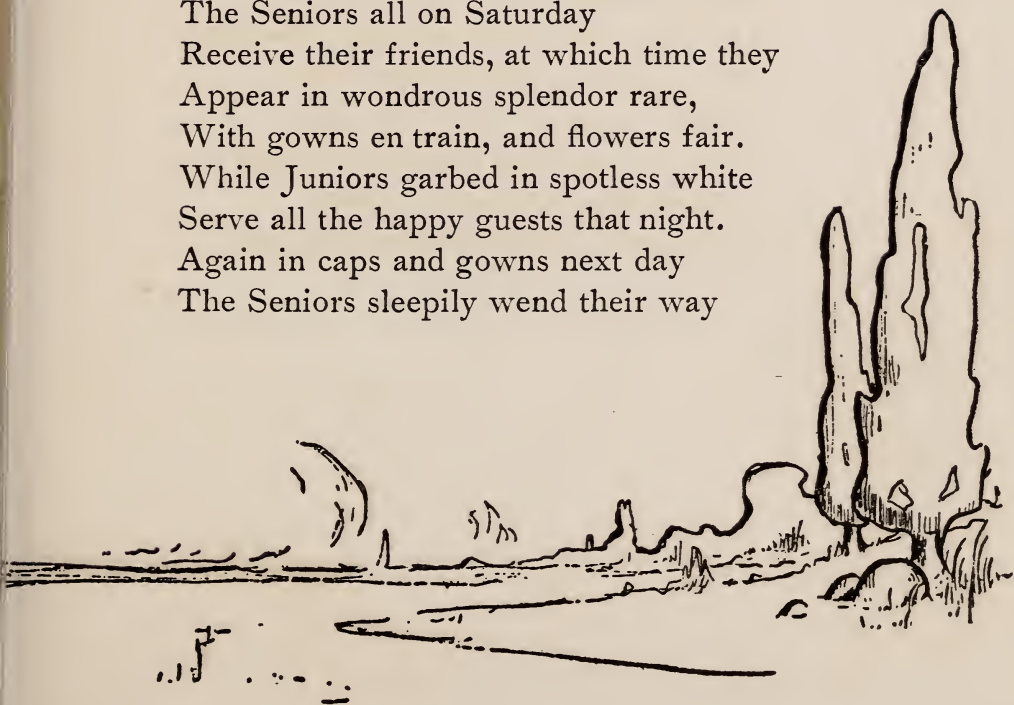 The Seniors all on Saturday
Receive their friends, at which time they
Appear in wondrous splendor rare,
With gowns en train, and flowers fair.
While Juniors garbed in spotless white
Serve all the happy guests that night.
Again in caps and gowns next day
The Seniors sleepily wend their way